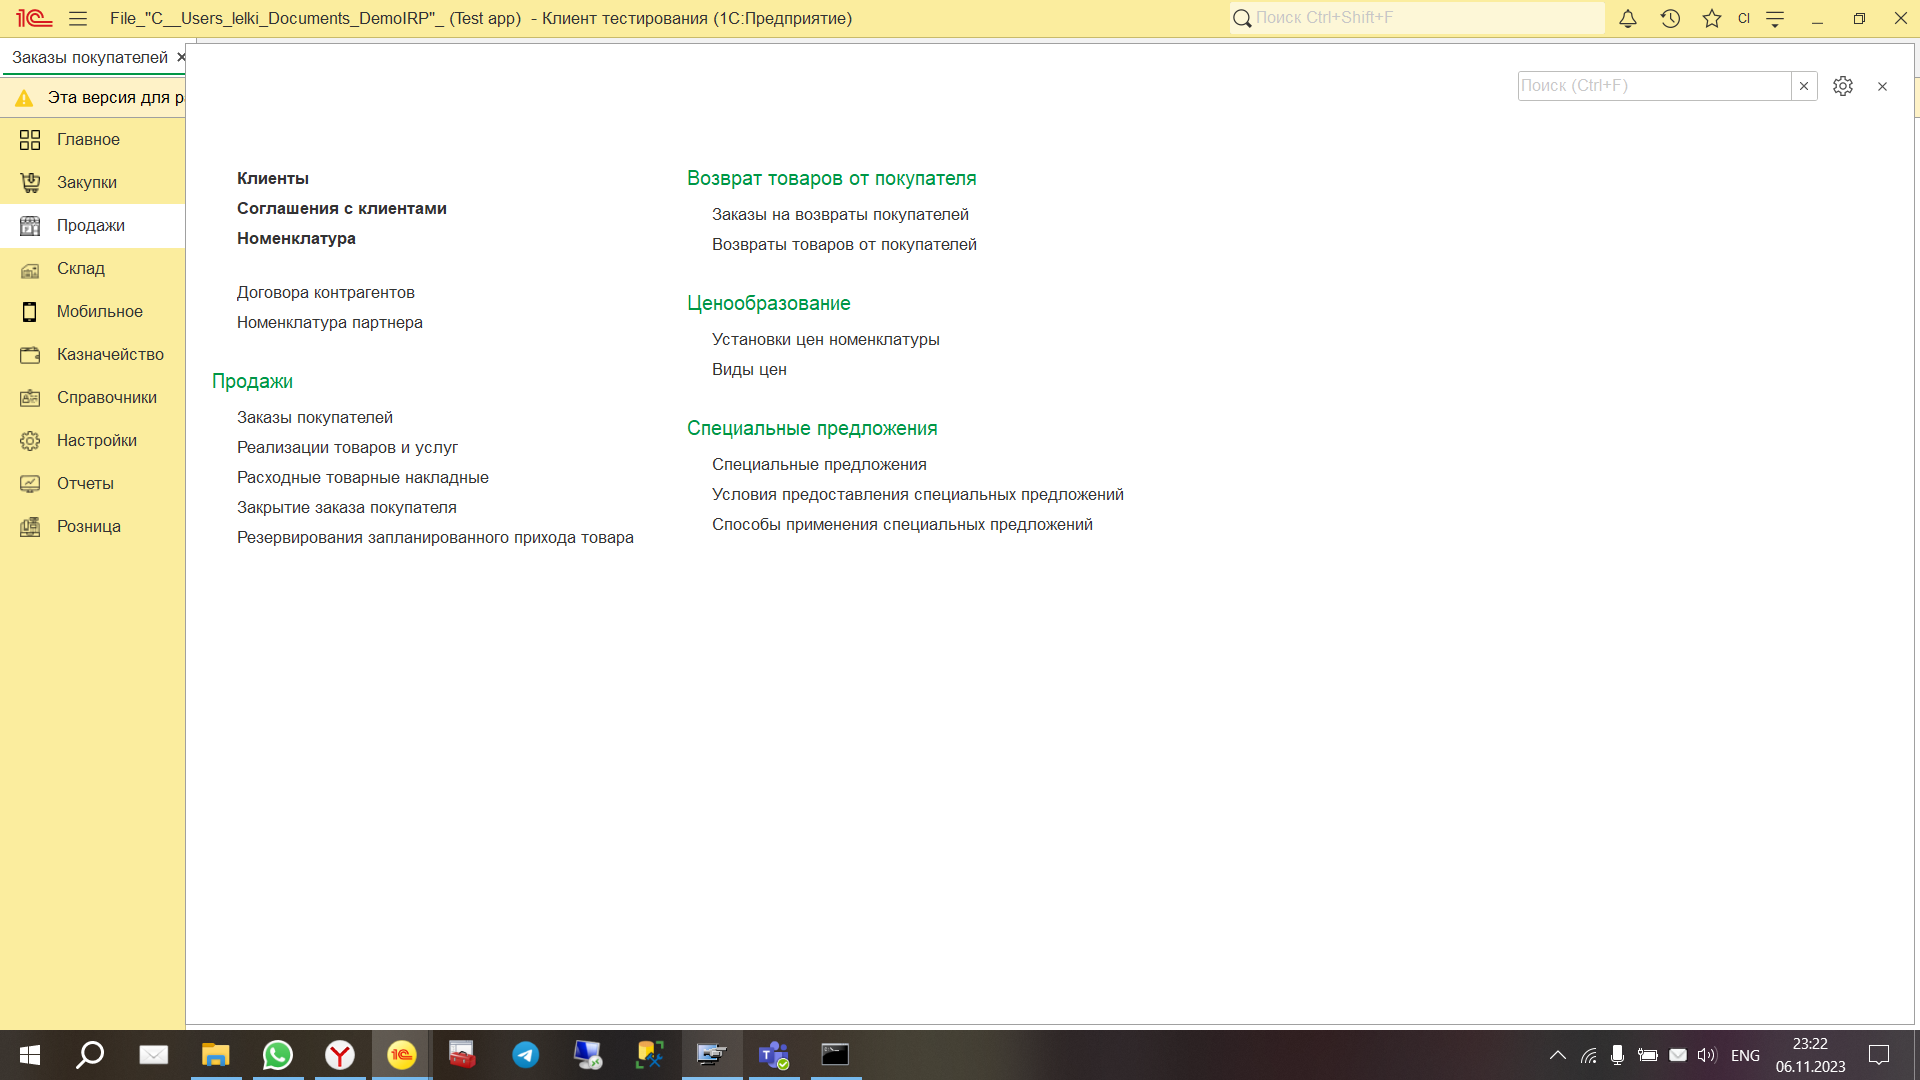 File_"C__Users_lelki_Documents_DemoIRP"_ (Test app) - Клиент тестирования (1С:Предприятие)
Поиск Ctrl+Shift+F
CI
Заказы покупателей
Эта версия для р
Поиск (Ctrl+F)
Главное
Закупки
Продажи
Склад
Мобильное
Казначейство
Справочники
Настройки
Отчеты
Розница
Клиенты
Соглашения с клиентами
Номенклатура
Договора контрагентов
Номенклатура партнера
Продажи
Заказы покупателей
Реализации товаров и услуг
Расходные товарные накладные
Закрытие заказа покупателя
Резервирования запланированного прихода товара
Возврат товаров от покупателя
Заказы на возвраты покупателей
Возвраты товаров от покупателей
Ценообразование
Установки цен номенклатуры
Виды цен
Специальные предложения
Специальные предложения
Условия предоставления специальных предложений
Способы применения специальных предложений
ENG
23:22
06.11.2023